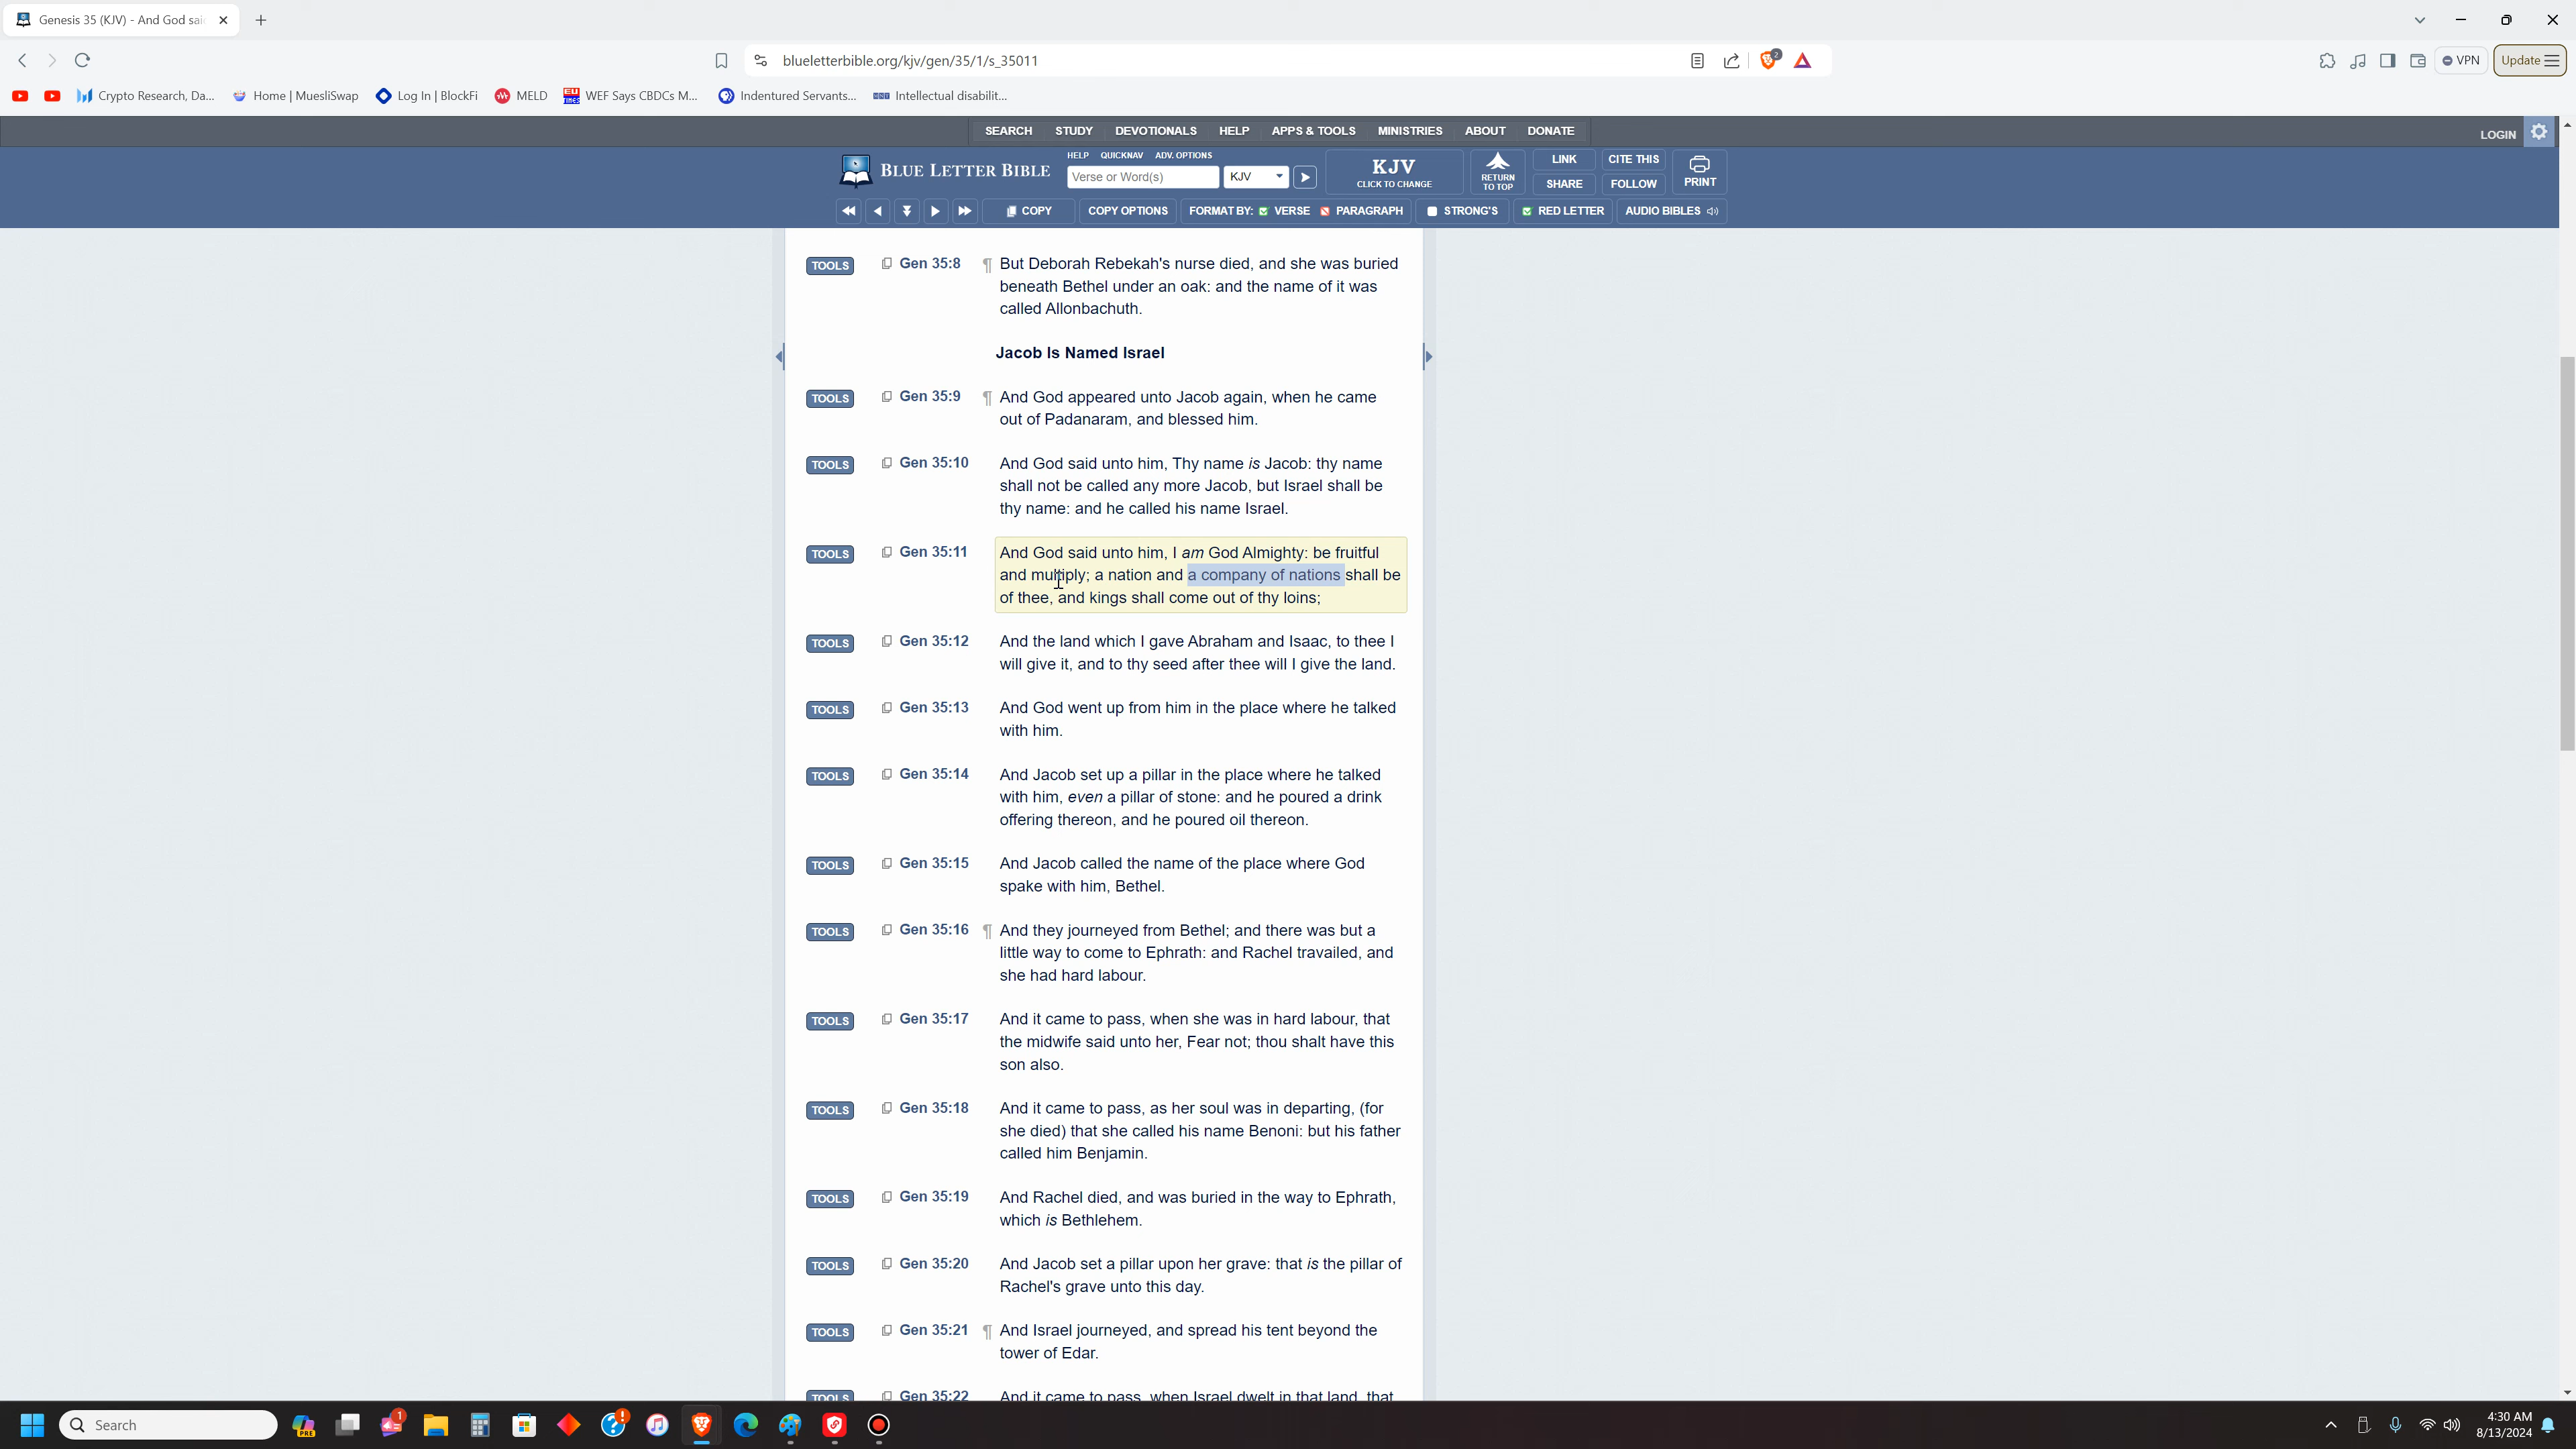 Genesis 35 (KJV) - And God sai
blueletterbible.org/kjv/gen/35/1/s_35011
2
VPN
Update
Crypto Research, Da...
Home | MuesliSwap
Log In | BlockFi
MELD
WEF Says CBDCs M...
Indentured Servants...
Intellectual disabilit...
SEARCH STUDY DEVOTIONALS HELP APPS & TOOLS MINISTRIES ABOUT DONATE
LOGIN
BLUE LETTER BIBLE
HELP QUICKNAV ADV. OPTIONS
Verse or Word(s)
KJV
KJV
CLICK TO CHANGE
RETURN
TO TOP
LINK
CITE THIS
SHARE
FOLLOW
PRINT
COPY
COPY OPTIONS
FORMAT BY: VERSE PARAGRAPH
STRONG'S
RED LETTER
AUDIO BIBLES
TOOLS Gen 35:8 ¶ But Deborah Rebekah's nurse died, and she was buried
beneath Bethel under an oak: and the name of it was
called Allonbachuth.
Jacob Is Named Israel
TOOLS Gen 35:9 ¶ And God appeared unto Jacob again, when he came
out of Padanaram, and blessed him.
TOOLS Gen 35:10 And God said unto him, Thy name is Jacob: thy name
shall not be called any more Jacob, but Israel shall be
thy name: and he called his name Israel.
TOOLS Gen 35:11 And God said unto him, I am God Almighty: be fruitful
and multiply; a nation and a company of nations shall be
of thee, and kings shall come out of thy loins;
TOOLS Gen 35:12 And the land which I gave Abraham and Isaac, to thee I
will give it, and to thy seed after thee will I give the land.
TOOLS Gen 35:13 And God went up from him in the place where he talked
with him.
TOOLS Gen 35:14 And Jacob set up a pillar in the place where he talked
with him, even a pillar of stone: and he poured a drink
offering thereon, and he poured oil thereon.
TOOLS Gen 35:15 And Jacob called the name of the place where God
spake with him, Bethel.
TOOLS Gen 35:16 ¶ And they journeyed from Bethel; and there was but a
little way to come to Ephrath: and Rachel travailed, and
she had hard labour.
TOOLS Gen 35:17 And it came to pass, when she was in hard labour, that
the midwife said unto her, Fear not; thou shalt have this
son also.
TOOLS Gen 35:18 And it came to pass, as her soul was in departing, (for
she died) that she called his name Benoni: but his father
called him Benjamin.
TOOLS Gen 35:19 And Rachel died, and was buried in the way to Ephrath,
which is Bethlehem.
TOOLS Gen 35:20 And Jacob set a pillar upon her grave: that is the pillar of
Rachel's grave unto this day.
TOOLS Gen 35:21 ¶ And Israel journeyed, and spread his tent beyond the
tower of Edar.
TOOLS Gen 35:22 And it came to pass, when Israel dwelt in that land, that
Search
PRE
1
4:30 AM
8/13/2024